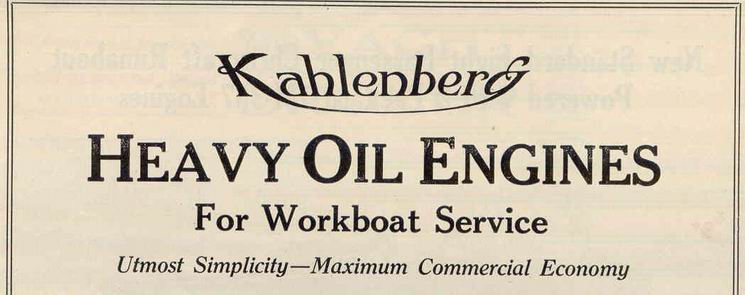 Kahlenberg
HEAVY OIL ENGINES
For Workboat Service
Utmost Simplicity—Maximum Commercial Economy